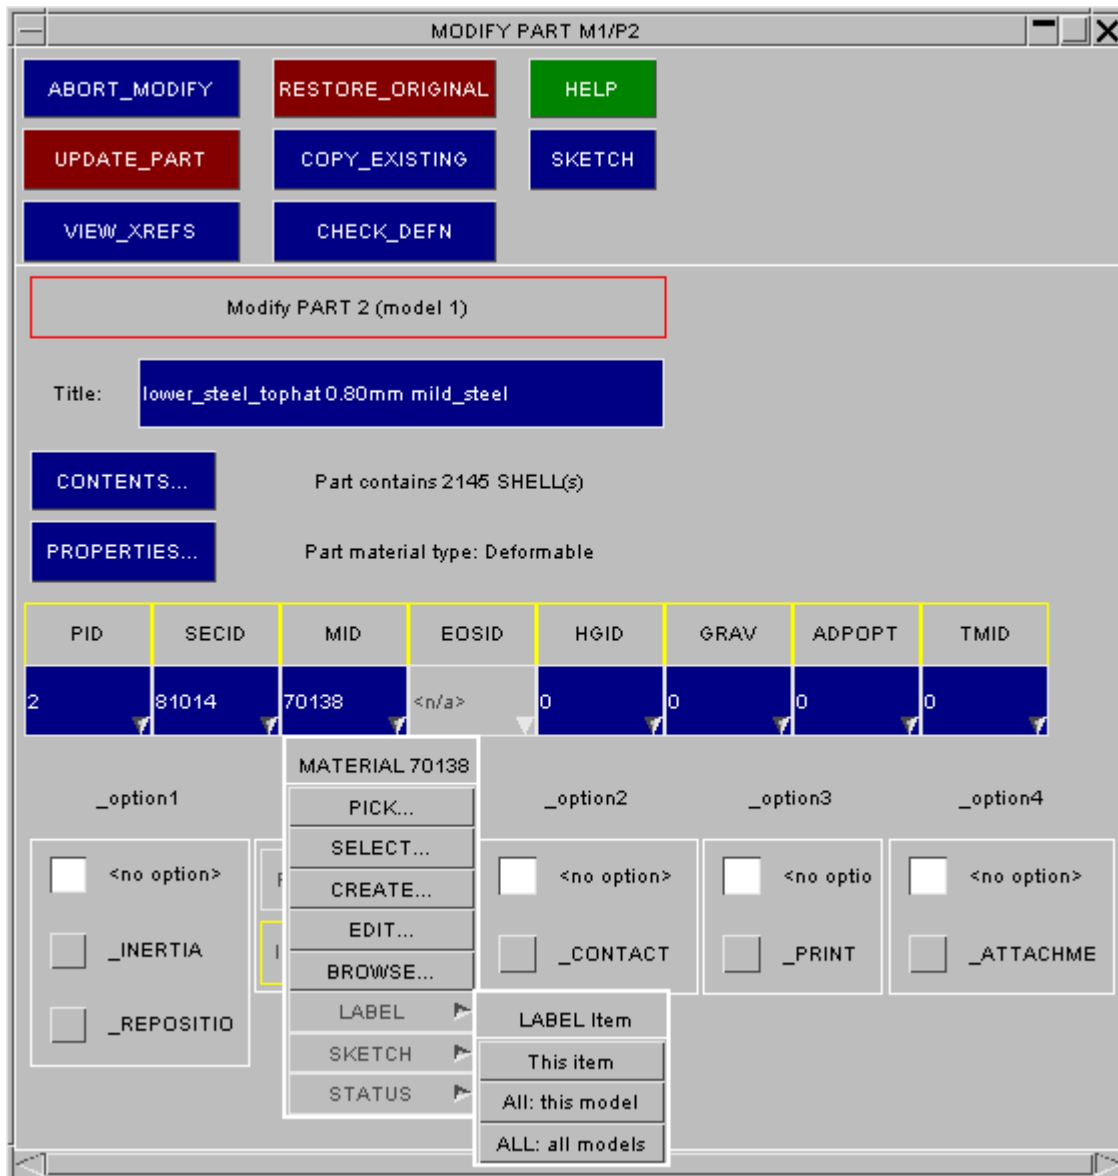 MODIFY PART M1/P2
ABORT_MODIFY RESTORE_ORIGINAL HELP
UPDATE_PART COPY_EXISTING SKETCH
VIEW_XREFS CHECK_DEFN
Modify PART 2 (model 1)
Title: lower_steel_tophat 0.80mm mild_steel
CONTENTS... Part contains 2145 SHELL(s)
PROPERTIES... Part material type: Deformable
PID SECID MID EOSID HGID GRAV ADPOPT TMID
2 81014 70138 <n/a> 0 0 0 0
MATERIAL 70138
_option1 _option2 _option3 _option4
PICK...
SELECT...
<no option> <no option> <no optio <no option>
CREATE...
EDIT...
_INERTIA _CONTACT _PRINT _ATTACHME
BROWSE...
LABEL LABEL Item
_REPOSITIO
SKETCH This item
STATUS All: this model
ALL: all models